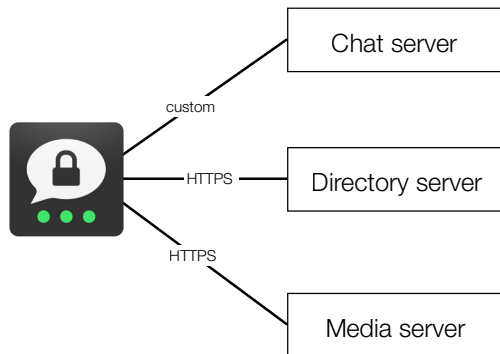 Chat server
custom
HTTPS
Directory server
HTTPS
Media server